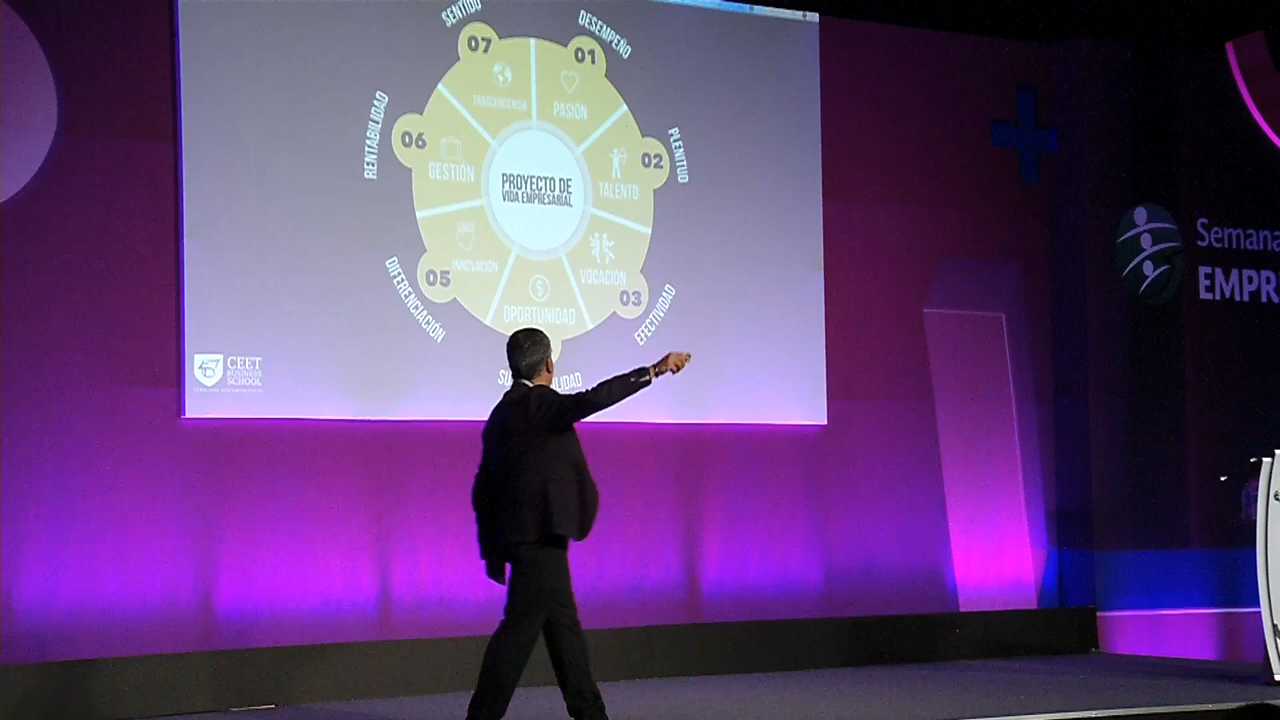 SENTIDO
DESEMPEÑO
07
01
TRASCENDENCIA
PASIÓN
RENTABILIDAD
PLENITUD
06
02
GESTIÓN
TALENTO
PROYECTO DE
VIDA EMPRESARIAL
05
INNOVACIÓN
VOCACIÓN
03
DIFERENCIACIÓN
$
OPORTUNIDAD
EFECTIVIDAD
CEET
BUSINESS
SCHOOL
Semana
EMPR